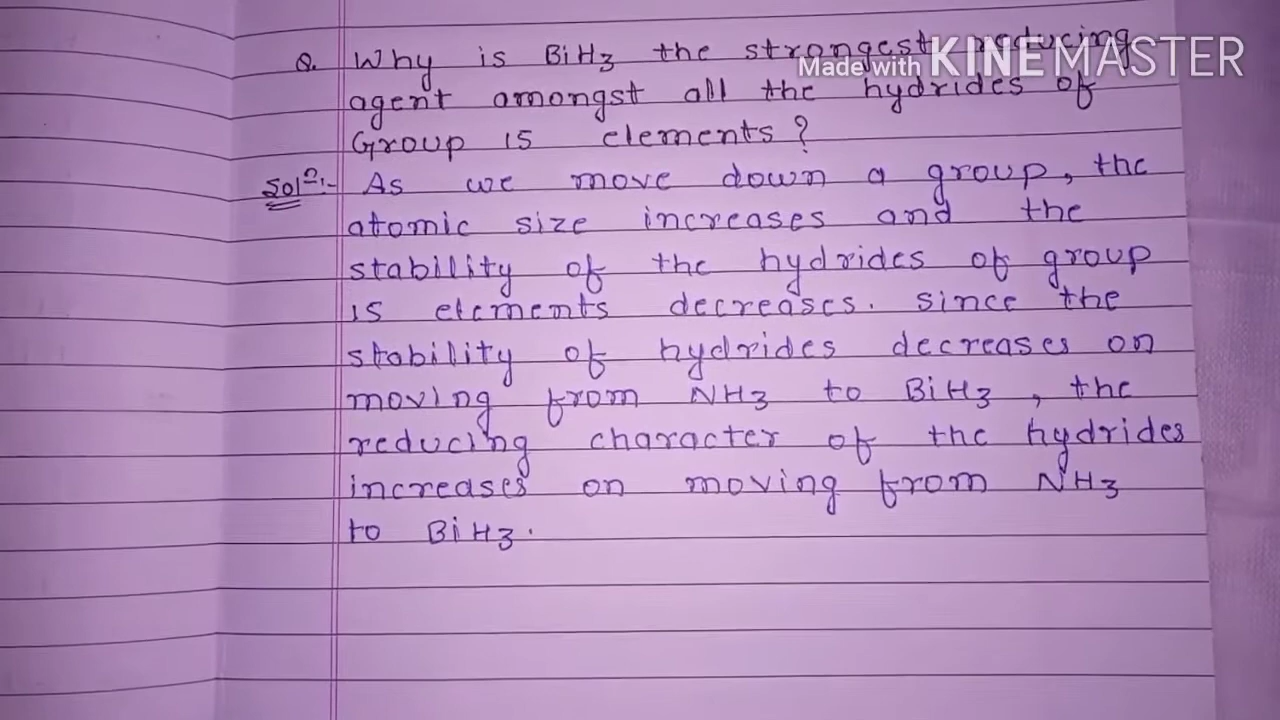 Q. Why is BiH3 the strongest reducing
Made with KINEMASTER
agent amongst all the hydrides of
Group 15 elements?
Solⁿ:- As we move down a group, the
atomic size increases and the
stability of the hydrides of group
15 elements decreases. since the
stability of hydrides decreases on
moving from NH3 to BiH3, the
reducing character of the hydrides
increases on moving from NH3
to BiH3.